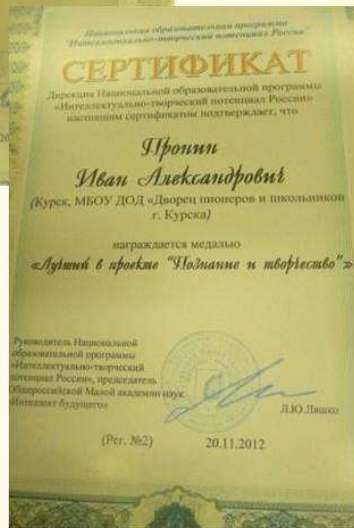 Национальная образовательная программа
"Интеллектуально-творческий потенциал России"
СЕРТИФИКАТ
Дирекция Национальной образовательной программы
«Интеллектуально-творческий потенциал России»
настоящим сертификатом подтверждает, что
Пронин
Иван Александрович
(Курск, МБОУ ДОД «Дворец пионеров и школьников
г. Курска)
награждается медалью
«Лучший в проекте "Познание и творчество"»
Руководитель Национальной
образовательной программы
«Интеллектуально-творческий
потенциал России», председатель
Общероссийской Малой академии наук
«Интеллект будущего»
Л.Ю.Ляшко
(Рег. №2)
20.11.2012